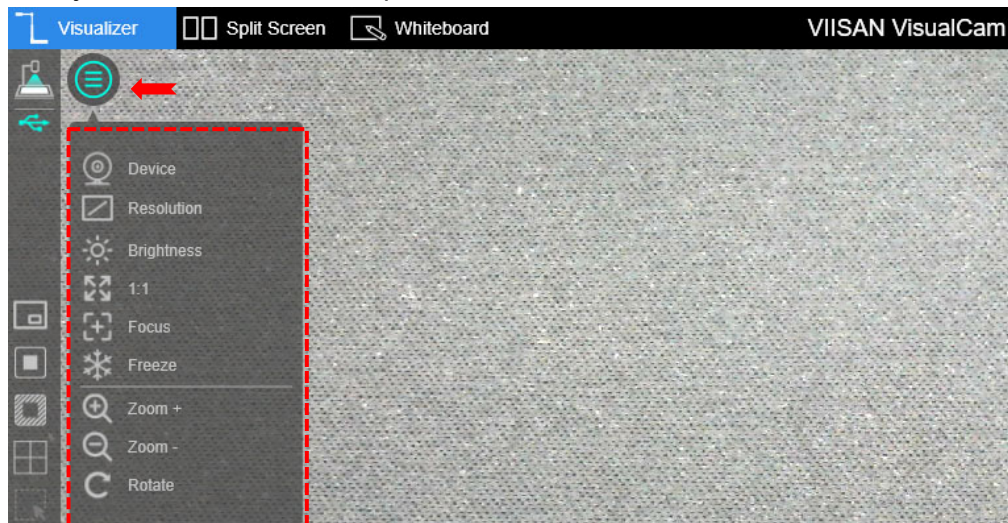 Visualizer Split Screen Whiteboard VIISAN VisualCam
Device
Resolution
Brightness
1:1
Focus
Freeze
Zoom +
Zoom -
Rotate